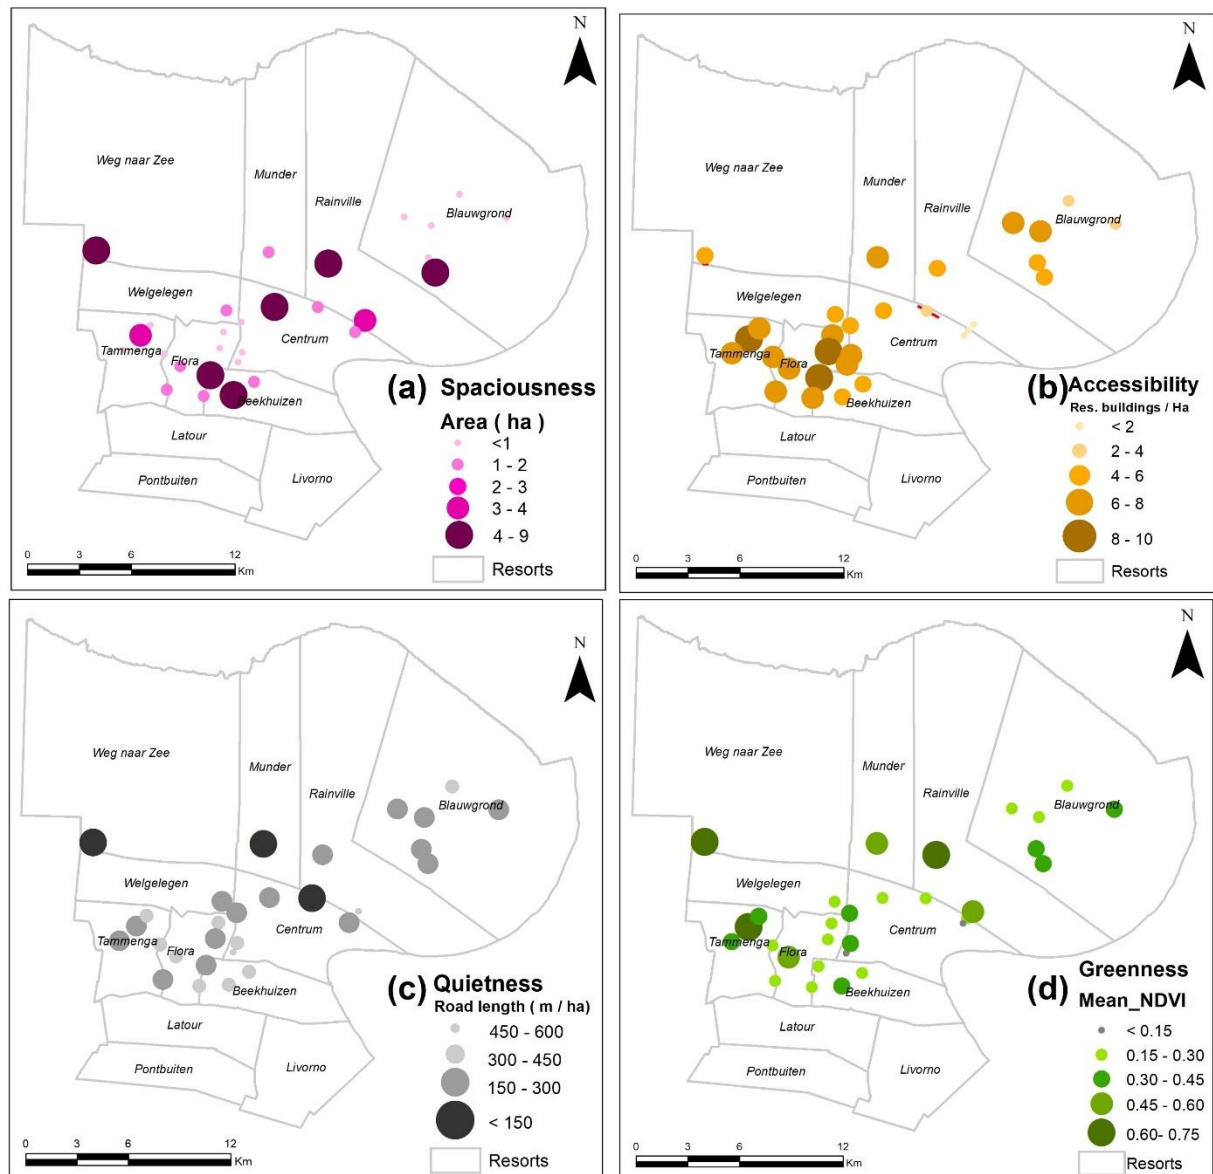 N
Weg naar Zee
Munder
Rainville
Blauwgrond
Welgelegen
Centrum
Tammenga
Flora
Beekhuizen
Latour
Pontbuiten
Livorno
(a) Spaciousness
Area ( ha )
<1
1 - 2
2 - 3
3 - 4
4 - 9
Resorts
0 3 6 12
Km
N
Weg naar Zee
Munder
Rainville
Blauwgrond
Welgelegen
Centrum
Tammenga
Flora
Beekhuizen
Latour
Pontbuiten
Livorno
(b) Accessibility
Res. buildings / Ha
< 2
2 - 4
4 - 6
6 - 8
8 - 10
Resorts
0 3 6 12
Km
N
Weg naar Zee
Munder
Rainville
Blauwgrond
Welgelegen
Centrum
Tammenga
Flora
Beekhuizen
Latour
Pontbuiten
Livorno
(c) Quietness
Road length ( m / ha)
450 - 600
300 - 450
150 - 300
< 150
Resorts
0 3 6 12
Km
N
Weg naar Zee
Munder
Rainville
Blauwgrond
Welgelegen
Centrum
Tammenga
Flora
Beekhuizen
Latour
Pontbuiten
Livorno
(d) Greenness
Mean_NDVI
< 0.15
0.15 - 0.30
0.30 - 0.45
0.45 - 0.60
0.60- 0.75
Resorts
0 3 6 12
Km